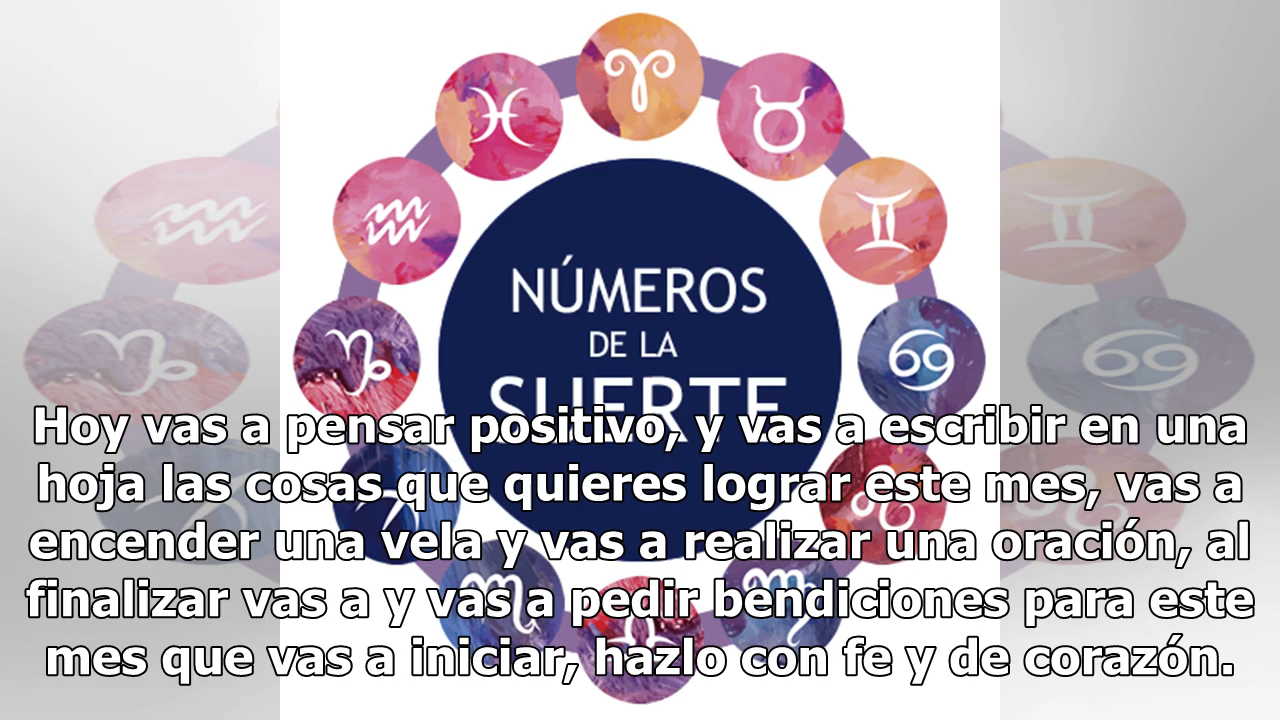 NÚMEROS
DE LA
SUERTE
Hoy vas a pensar positivo, y vas a escribir en una
hoja las cosas que quieres lograr este mes, vas a
encender una vela y vas a realizar una oración, al
finalizar vas a y vas a pedir bendiciones para este
mes que vas a iniciar, hazlo con fe y de corazón.